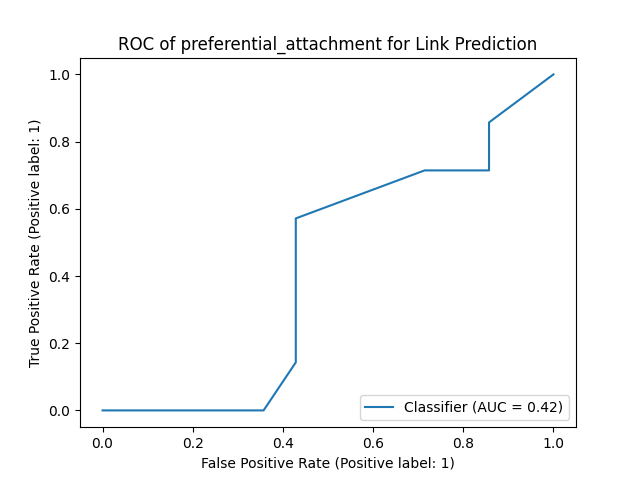 ROC of preferential_attachment for Link Prediction
True Positive Rate (Positive label: 1)
1.0
0.8
0.6
0.4
0.2
0.0
Classifier (AUC = 0.42)
0.0 0.2 0.4 0.6 0.8 1.0
False Positive Rate (Positive label: 1)